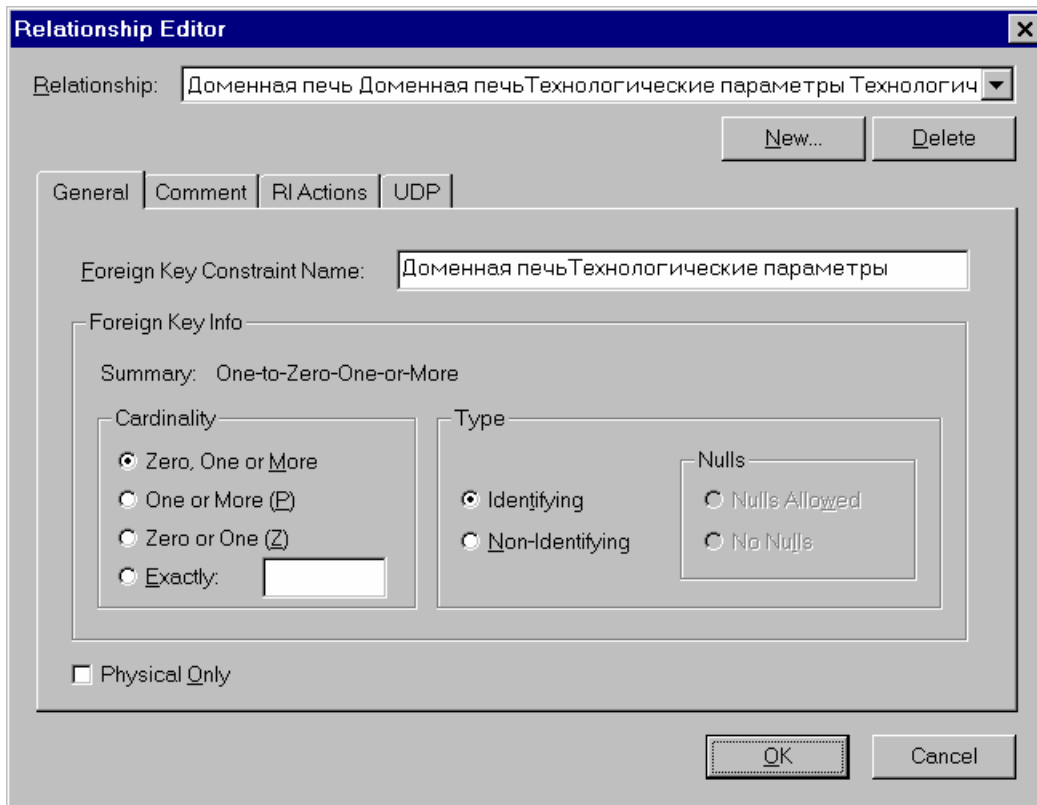 Relationship Editor
Relationship: Доменная печь Доменная печьТехнологические параметры Технологич
New... Delete
General Comment RI Actions UDP
Foreign Key Constraint Name: Доменная печьТехнологические параметры
Foreign Key Info
Summary: One-to-Zero-One-or-More
Cardinality Type
Zero, One or More Nulls
One or More (P) Identifying Nulls Allowed
Zero or One (Z) Non-Identifying No Nulls
Exactly:
Physical Only
OK Cancel